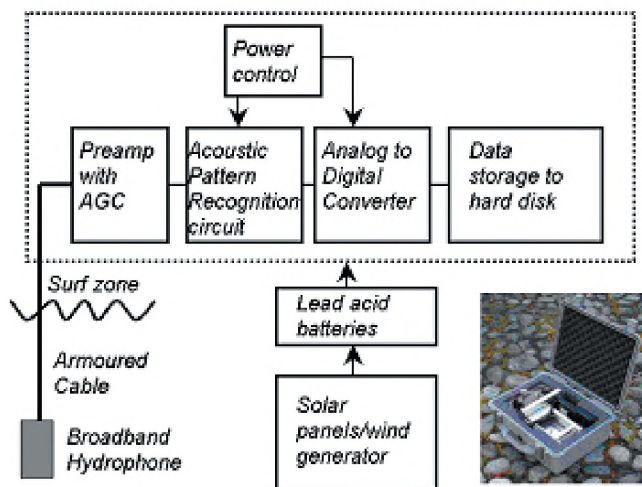 Power
control
Preamp
with
AGC
Acoustic
Pattern
Recognition
circuit
Analog to
Digital
Converter
Data
storage to
hard disk
Surf zone
Armoured
Cable
Broadband
Hydrophone
Lead acid
batteries
Solar
panels/wind
generator